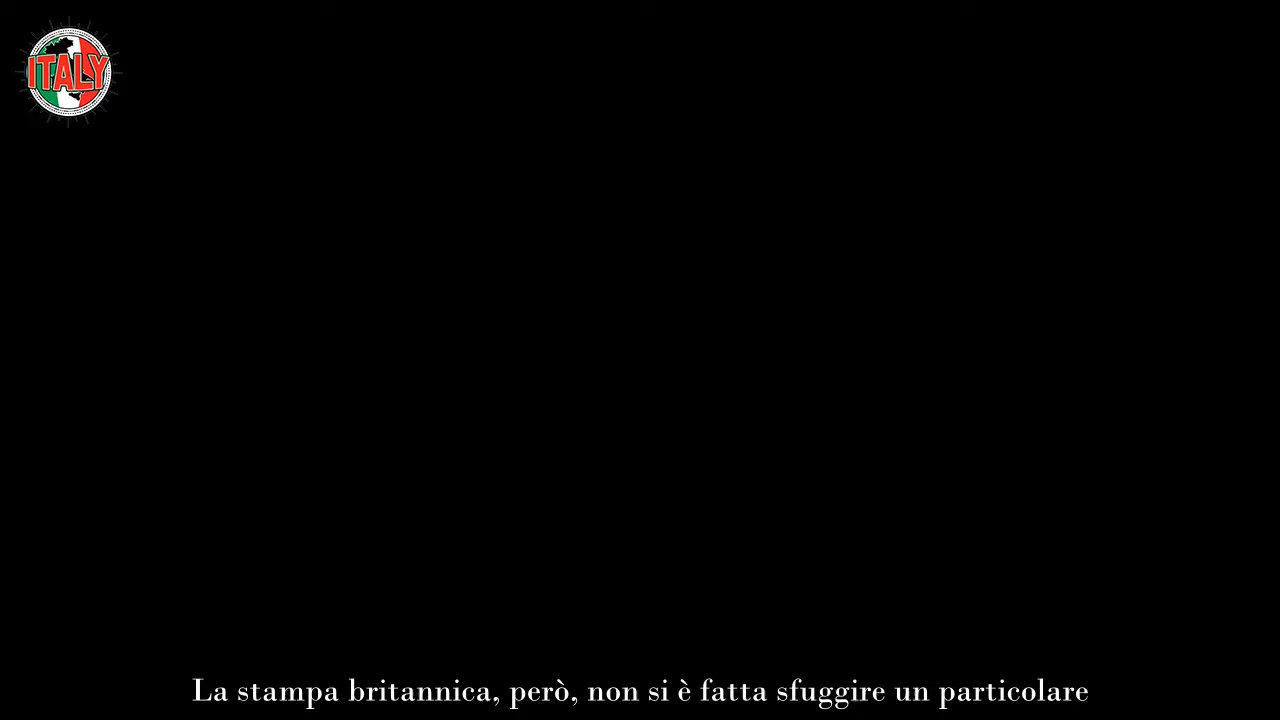 ITALY
La stampa britannica, però, non si è fatta sfuggire un particolare